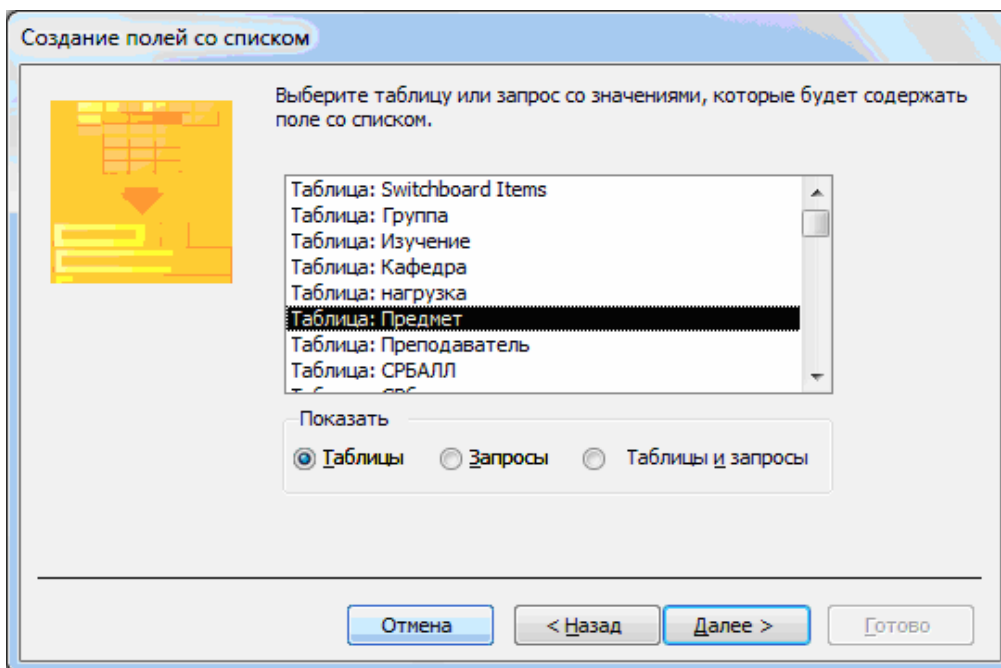 Создание полей со списком
Выберите таблицу или запрос со значениями, которые будет содержать
поле со списком.
Таблица: Switchboard Items
Таблица: Группа
Таблица: Изучение
Таблица: Кафедра
Таблица: нагрузка
Таблица: Предмет
Таблица: Преподаватель
Таблица: СРБАЛЛ
Показать
Таблицы Запросы Таблицы и запросы
Отмена < Назад Далее > Готово